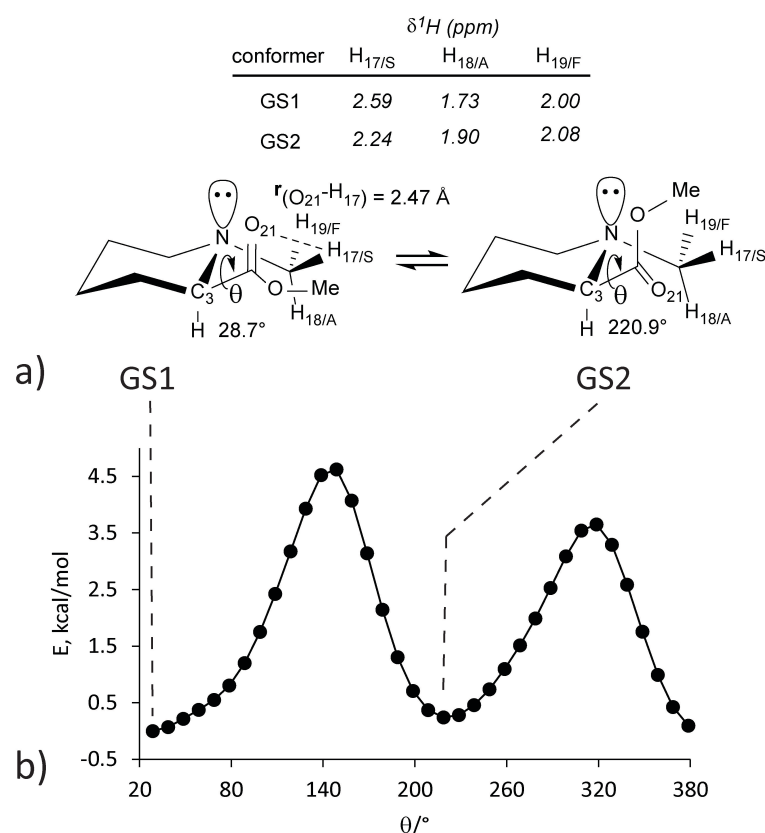 δ¹H (ppm)
conformer H₁₇/S H₁₈/A H₁₉/F
GS1 2.59 1.73 2.00
GS2 2.24 1.90 2.08
r(O₂₁-H₁₇) = 2.47 Å
N O₂₁ H₁₉/F H₁₇/S C₃ θ O Me H₁₈/A H 28.7°
N O Me H₁₉/F H₁₇/S C₃ θ O₂₁ H₁₈/A H 220.9°
a)
GS1 GS2
4.5
3.5
2.5
1.5
0.5
-0.5
E, kcal/mol
b)
20 80 140 200 260 320 380
θ/°